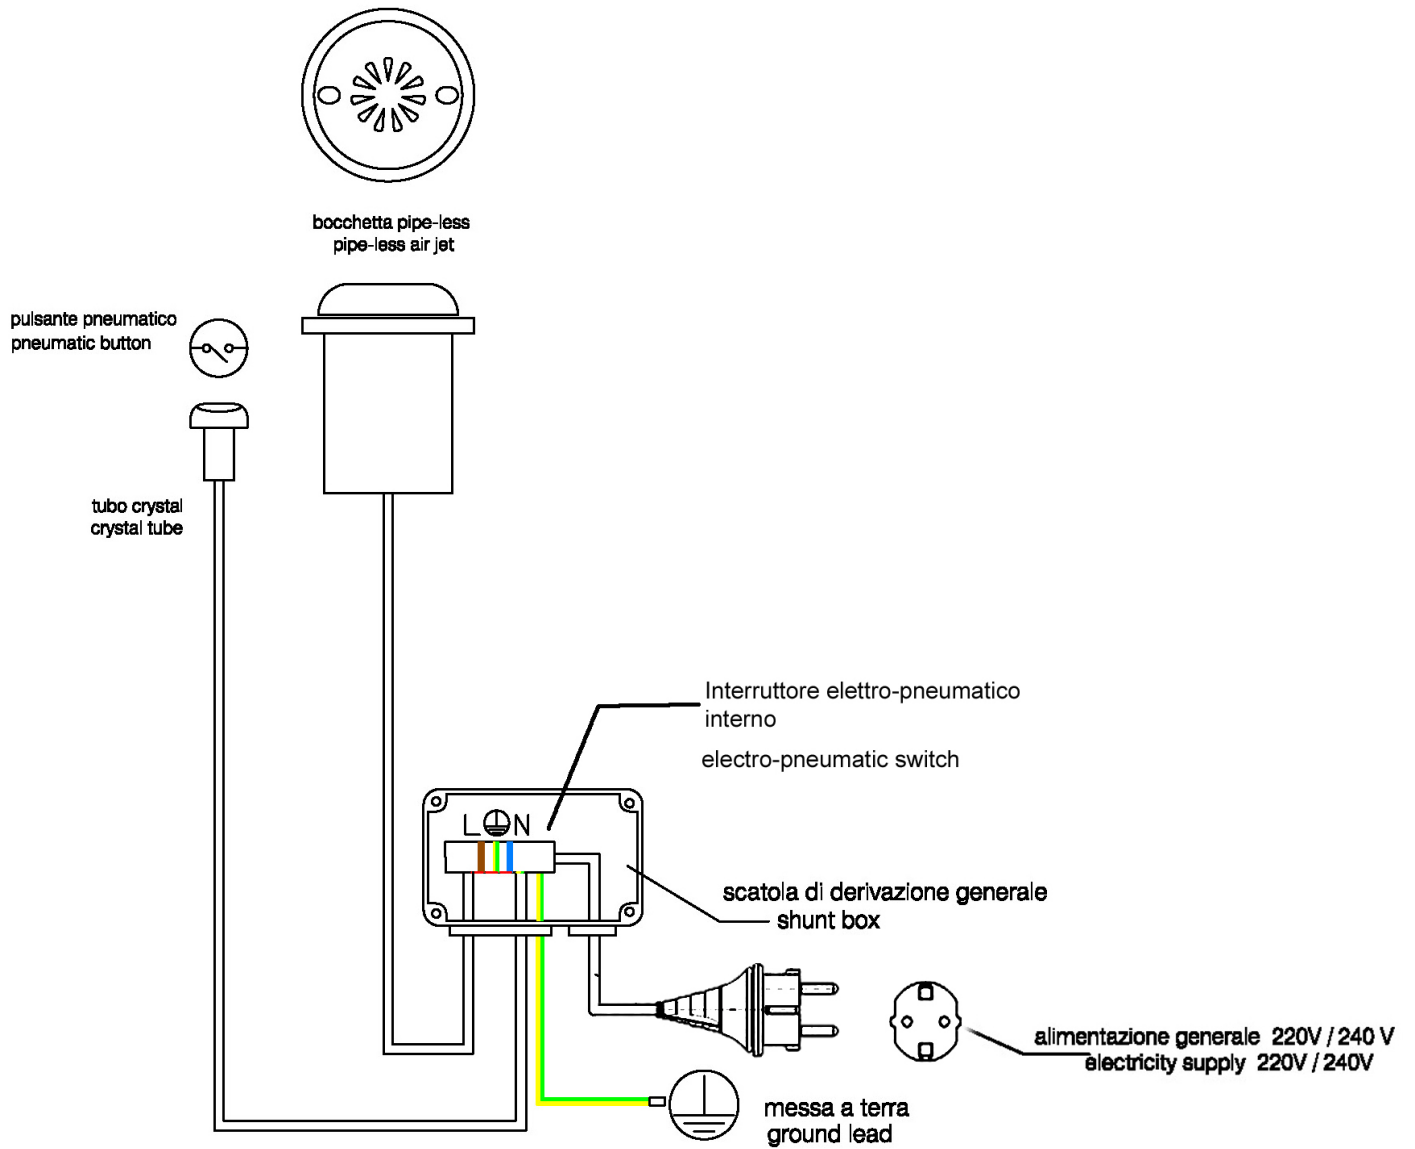 bocchetta pipe-less
pipe-less air jet
pulsante pneumatico
pneumatic button
tubo crystal
crystal tube
Interruttore elettro-pneumatico
interno
electro-pneumatic switch
L N
scatola di derivazione generale
shunt box
alimentazione generale 220V / 240 V
electricity supply 220V / 240V
messa a terra
ground lead